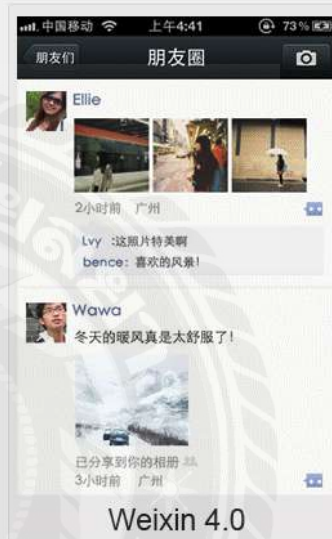 中国移动 上午4:41 73%
朋友们 朋友圈
Ellie
2小时前 广州
Lvy :这照片特美啊
bence: 喜欢的风景!
Wawa
冬天的暖风真是太舒服了!
已分享到你的相册
3小时前 广州
Weixin 4.0